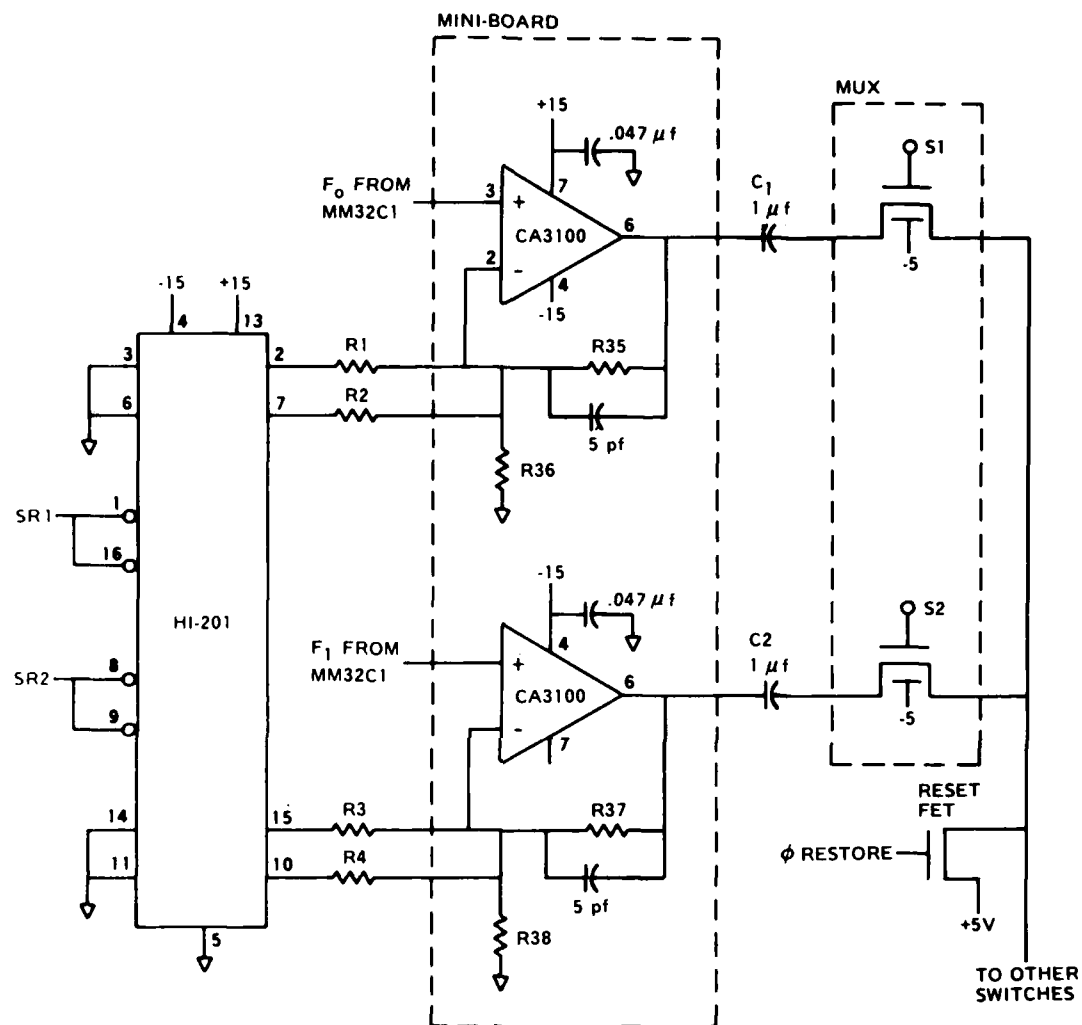 MINI-BOARD
+15
.047 µf
7
F₀ FROM
MM32C1
3
+
CA3100
6
2
-
4
-15
C₁
1 µf
MUX
S1
-5
-15
+15
4
13
3
2
R1
R35
6
7
R2
5 pf
R36
SR1
1
16
HI-201
SR2
8
9
-15
.047 µf
4
F₁ FROM
MM32C1
+
CA3100
6
-
7
C2
1 µf
S2
-5
14
15
R3
R37
11
10
R4
5 pf
R38
5
RESET
FET
φ RESTORE
+5V
TO OTHER
SWITCHES